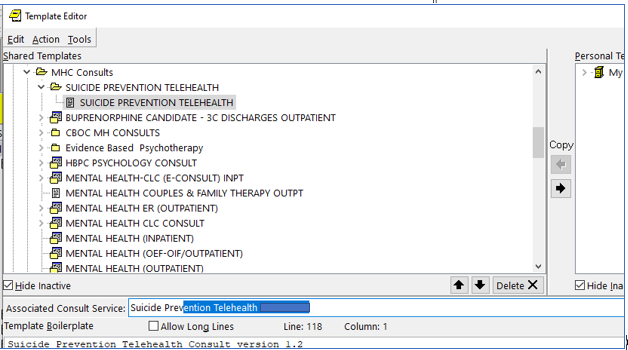 Template Editor
Edit Action Tools
Shared Templates
Personal Te
MHC Consults
My
SUICIDE PREVENTION TELEHEALTH
SUICIDE PREVENTION TELEHEALTH
BUPRENORPHINE CANDIDATE - 3C DISCHARGES OUTPATIENT
CBOC MH CONSULTS
Evidence Based Psychotherapy
Copy
HBPC PSYCHOLOGY CONSULT
MENTAL HEALTH-CLC (E-CONSULT) INPT
MENTAL HEALTH COUPLES & FAMILY THERAPY OUTPT
MENTAL HEALTH ER (OUTPATIENT)
MENTAL HEALTH CLC CONSULT
MENTAL HEALTH (INPATIENT)
MENTAL HEALTH (OEF-OIF/OUTPATIENT)
MENTAL HEALTH (OUTPATIENT)
Hide Inactive
Delete
Hide Ina
Associated Consult Service: Suicide Prevention Telehealth
Template Boilerplate Allow Long Lines Line: 118 Column: 1
Suicide Prevention Telehealth Consult version 1.2